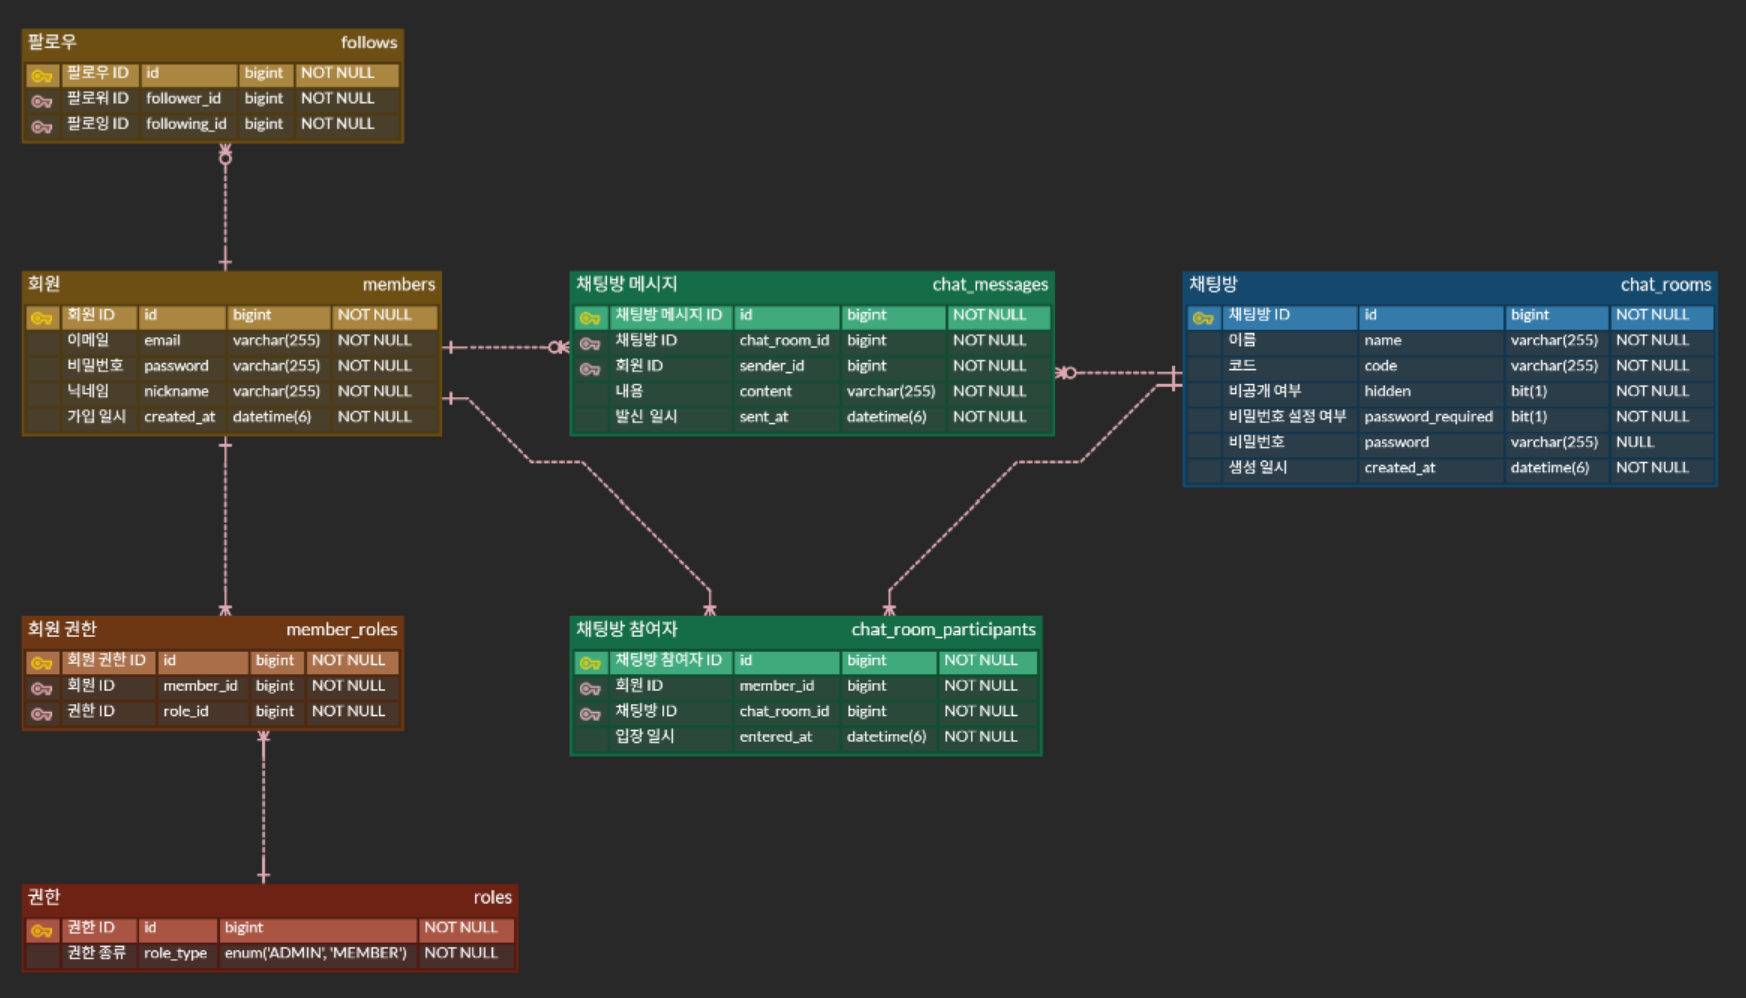 팔로우 follows
팔로우 ID id bigint NOT NULL
팔로워 ID follower_id bigint NOT NULL
팔로잉 ID following_id bigint NOT NULL
회원 members
회원 ID id bigint NOT NULL
이메일 email varchar(255) NOT NULL
비밀번호 password varchar(255) NOT NULL
닉네임 nickname varchar(255) NOT NULL
가입 일시 created_at datetime(6) NOT NULL
채팅방 메시지 chat_messages
채팅방 메시지 ID id bigint NOT NULL
채팅방 ID chat_room_id bigint NOT NULL
회원 ID sender_id bigint NOT NULL
내용 content varchar(255) NOT NULL
발신 일시 sent_at datetime(6) NOT NULL
채팅방 chat_rooms
채팅방 ID id bigint NOT NULL
이름 name varchar(255) NOT NULL
코드 code varchar(255) NOT NULL
비공개 여부 hidden bit(1) NOT NULL
비밀번호 설정 여부 password_required bit(1) NOT NULL
비밀번호 password varchar(255) NULL
생성 일시 created_at datetime(6) NOT NULL
회원 권한 member_roles
회원 권한 ID id bigint NOT NULL
회원 ID member_id bigint NOT NULL
권한 ID role_id bigint NOT NULL
채팅방 참여자 chat_room_participants
채팅방 참여자 ID id bigint NOT NULL
회원 ID member_id bigint NOT NULL
채팅방 ID chat_room_id bigint NOT NULL
입장 일시 entered_at datetime(6) NOT NULL
권한 roles
권한 ID id bigint NOT NULL
권한 종류 role_type enum('ADMIN', 'MEMBER') NOT NULL